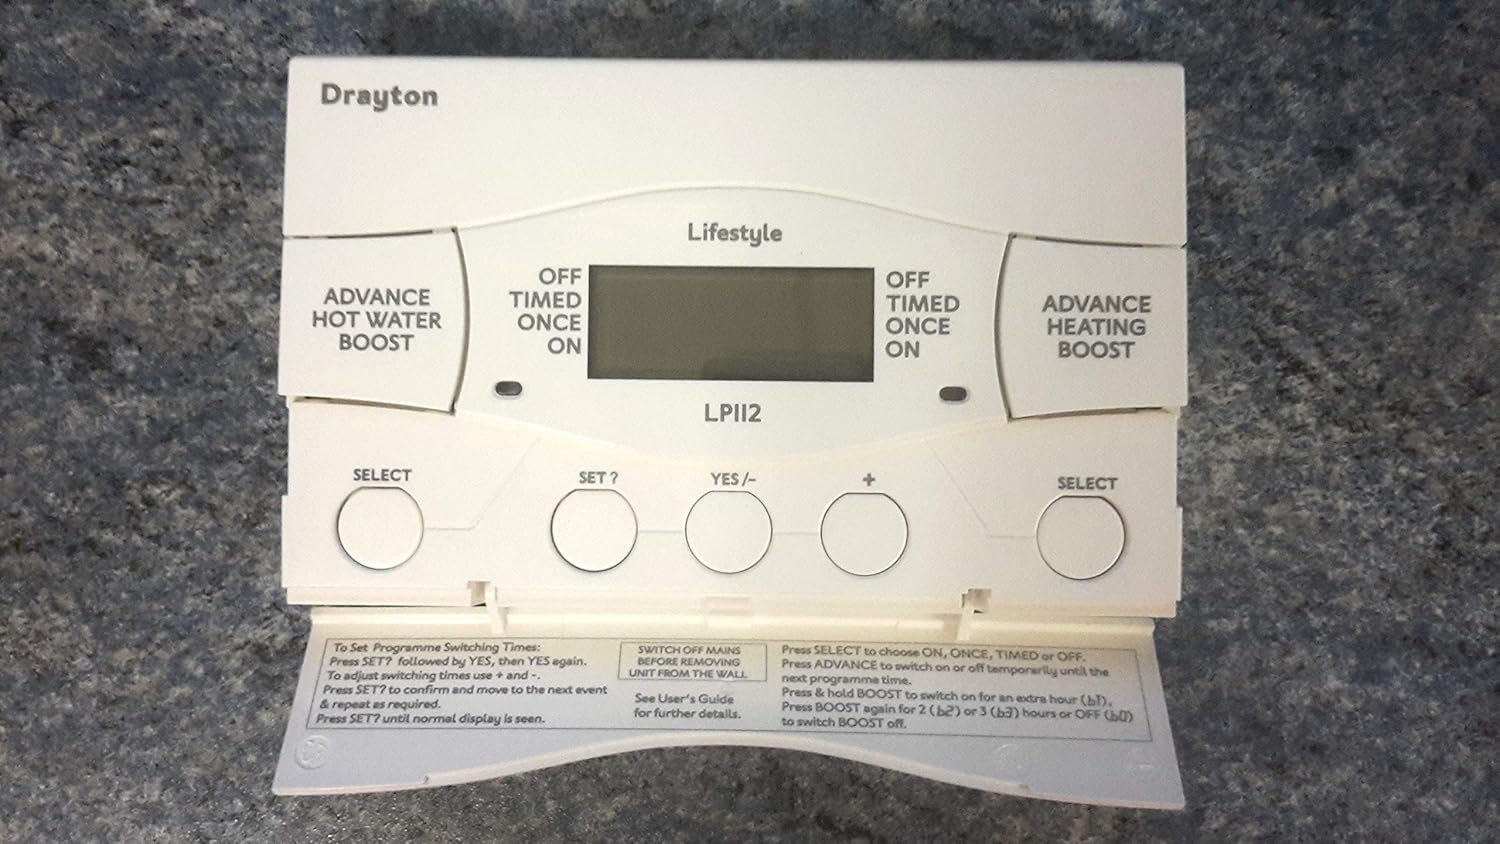 Drayton
Lifestyle
ADVANCE
HOT WATER
BOOST
OFF
TIMED
ONCE
ON
OFF
TIMED
ONCE
ON
ADVANCE
HEATING
BOOST
LP112
SELECT
SET ?
YES /-
+
SELECT
To Set Programme Switching Times:
Press SET? followed by YES, then YES again.
To adjust switching times use + and -.
Press SET? to confirm and move to the next event
& repeat as required.
Press SET? until normal display is seen.
SWITCH OFF MAINS
BEFORE REMOVING
UNIT FROM THE WALL
See User's Guide
for further details.
Press SELECT to choose ON, ONCE, TIMED or OFF.
Press ADVANCE to switch on or off temporarily until the
next programme time.
Press & hold BOOST to switch on for an extra hour (b1),
Press BOOST again for 2 (b2) or 3 (b3) hours or OFF (b0)
to switch BOOST off.